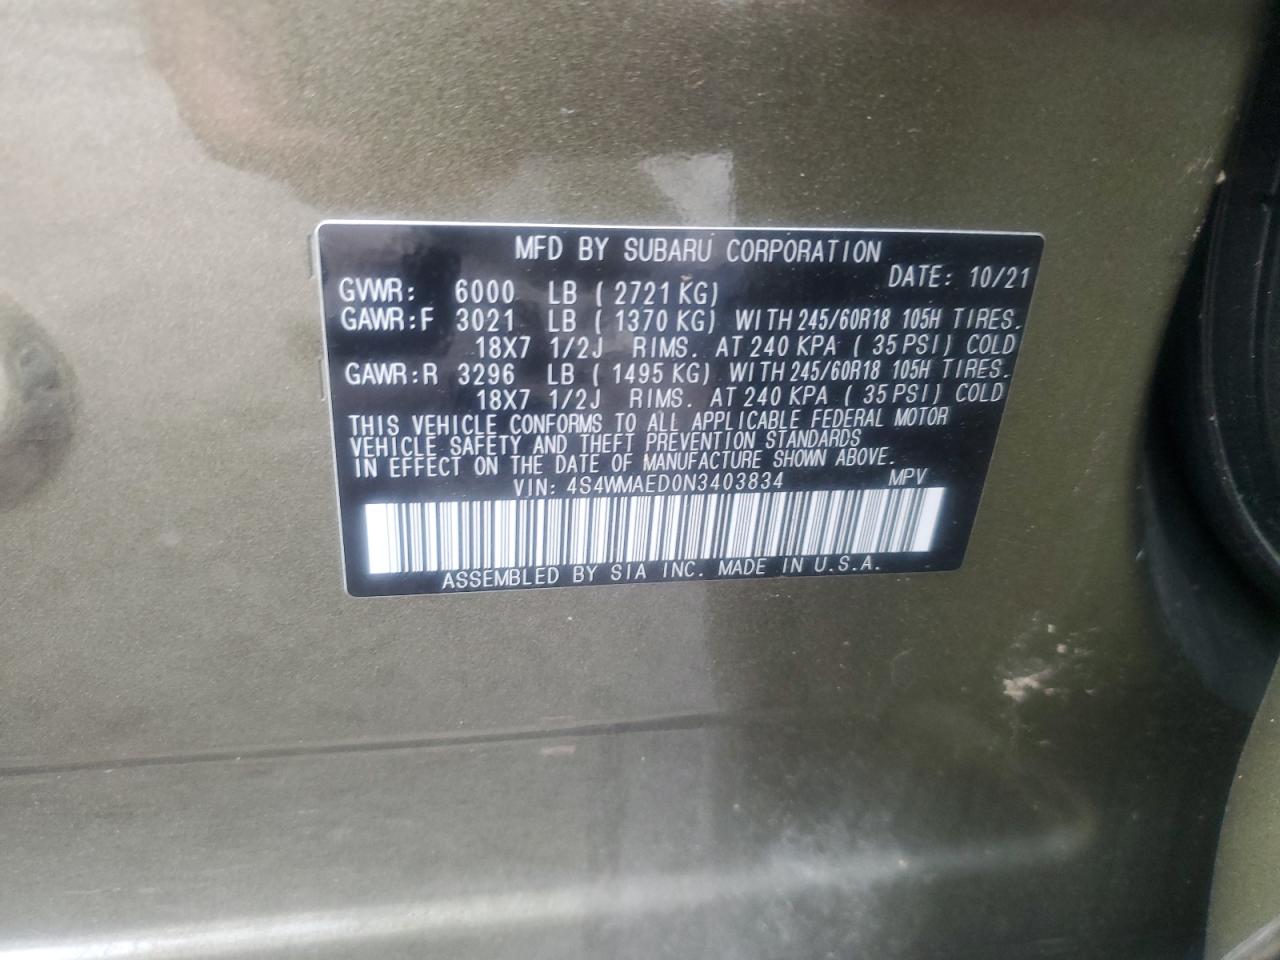 MFD BY SUBARU CORPORATION
DATE: 10/21
GVWR: 6000 LB ( 2721 KG)
GAWR:F 3021 LB ( 1370 KG) WITH 245/60R18 105H TIRES.
18X7 1/2J RIMS. AT 240 KPA ( 35 PSI) COLD
GAWR:R 3296 LB ( 1495 KG) WITH 245/60R18 105H TIRES.
18X7 1/2J RIMS. AT 240 KPA ( 35 PSI) COLD
THIS VEHICLE CONFORMS TO ALL APPLICABLE FEDERAL MOTOR
VEHICLE SAFETY AND THEFT PREVENTION STANDARDS
IN EFFECT ON THE DATE OF MANUFACTURE SHOWN ABOVE.
VIN: 4S4WMAED0N3403834 MPV
ASSEMBLED BY SIA INC. MADE IN U.S.A.